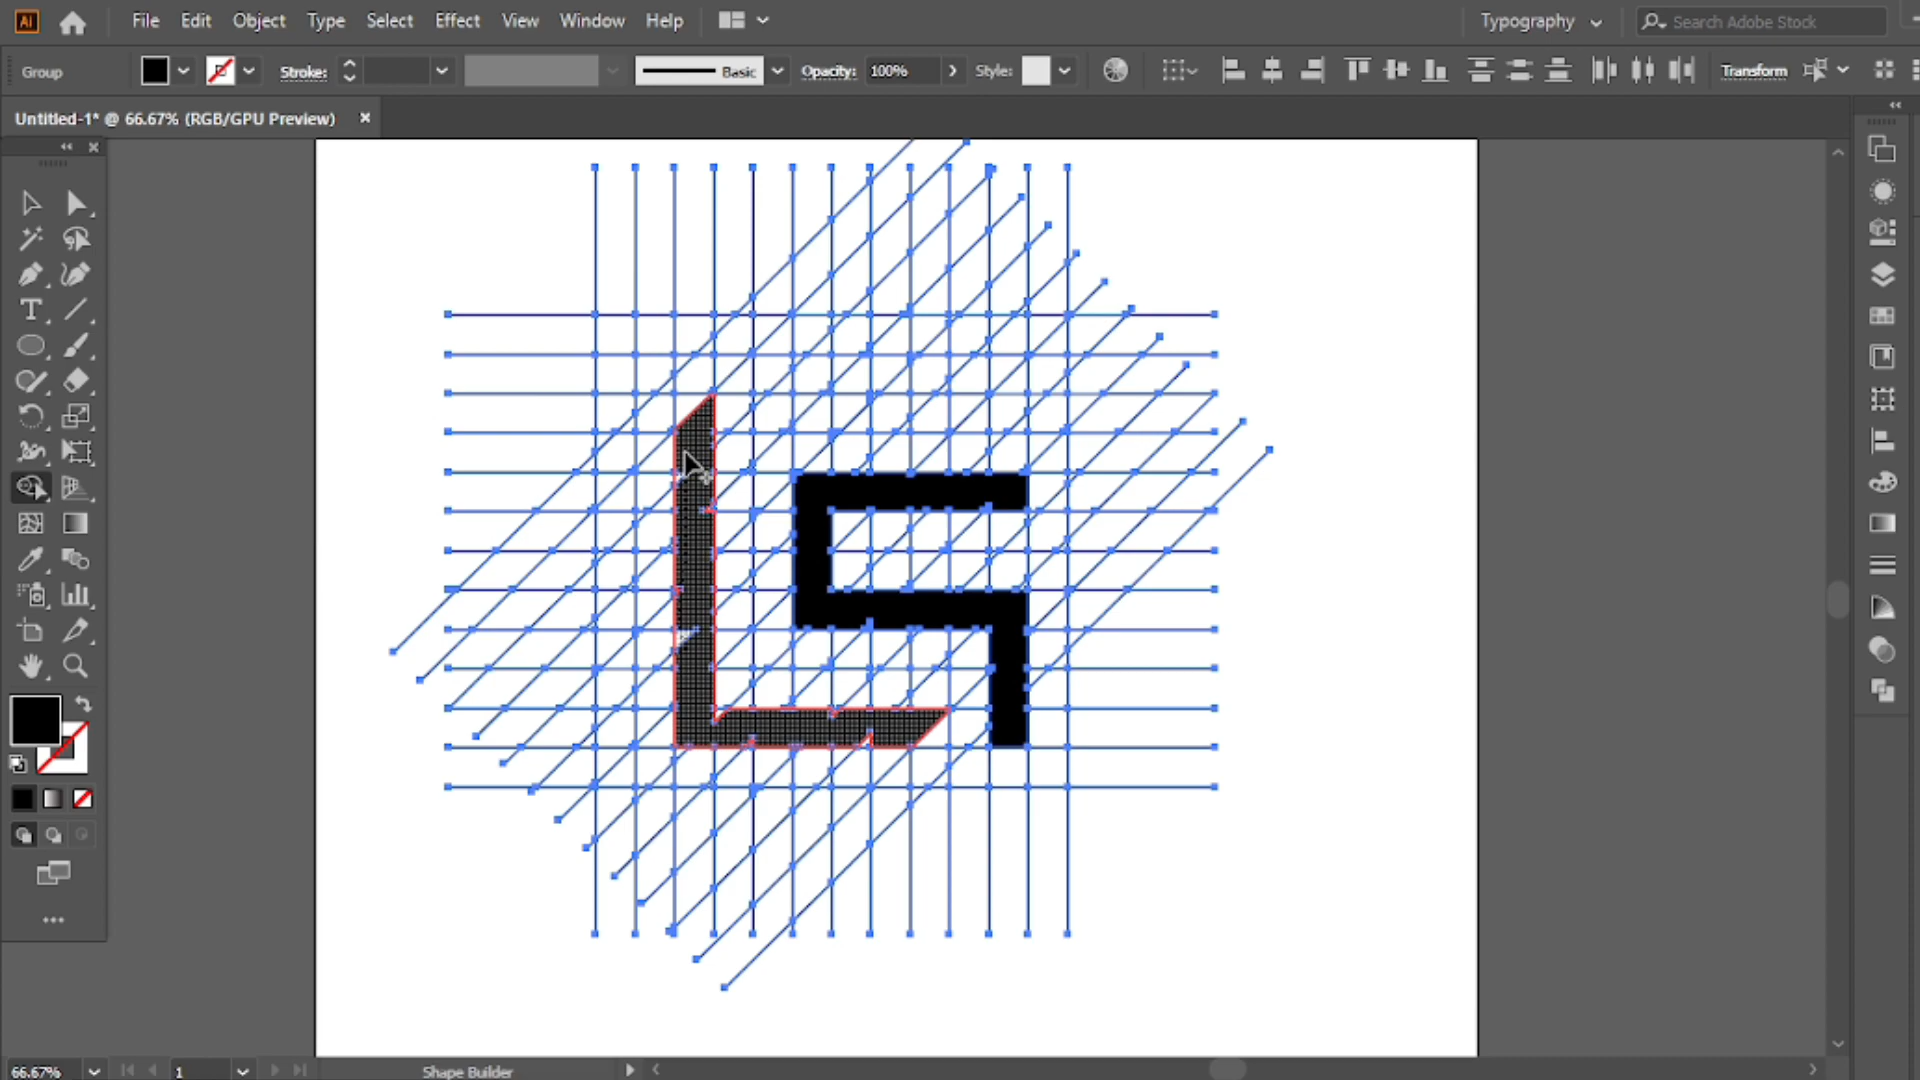 Ai File Edit Object Type Select Effect View Window Help Typography Search Adobe Stock
Group Stroke: Basic Opacity: 100% Style: Transform
Untitled-1* @ 66.67% (RGB/GPU Preview)
66.67% 1 Shape Builder